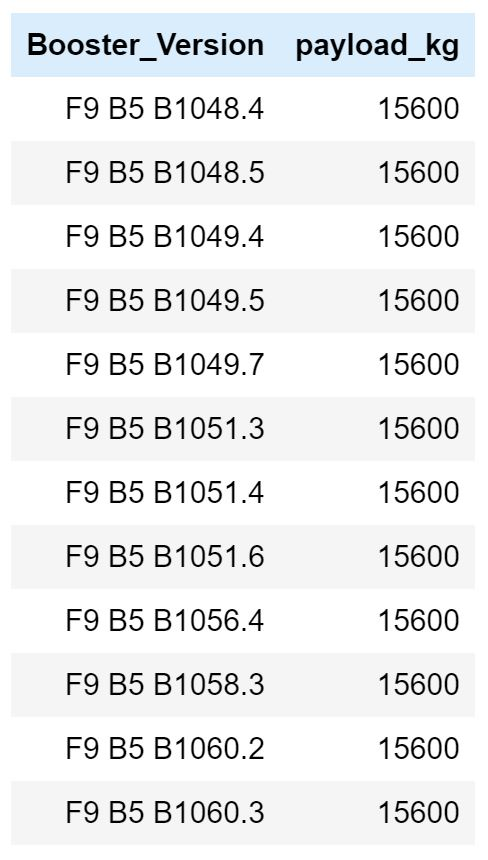 Booster_Version payload_kg
F9 B5 B1048.4 15600
F9 B5 B1048.5 15600
F9 B5 B1049.4 15600
F9 B5 B1049.5 15600
F9 B5 B1049.7 15600
F9 B5 B1051.3 15600
F9 B5 B1051.4 15600
F9 B5 B1051.6 15600
F9 B5 B1056.4 15600
F9 B5 B1058.3 15600
F9 B5 B1060.2 15600
F9 B5 B1060.3 15600